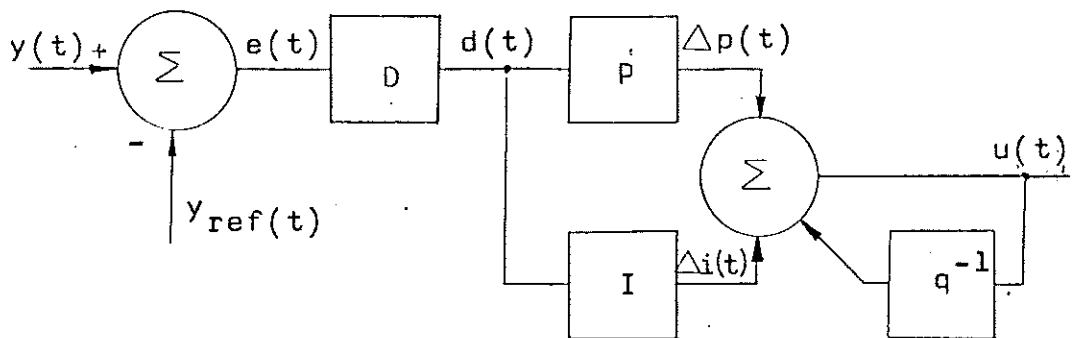 y(t) +
Σ
e(t)
D
d(t)
P
Δp(t)
-
y_ref(t)
I
Δi(t)
Σ
u(t)
q^-1